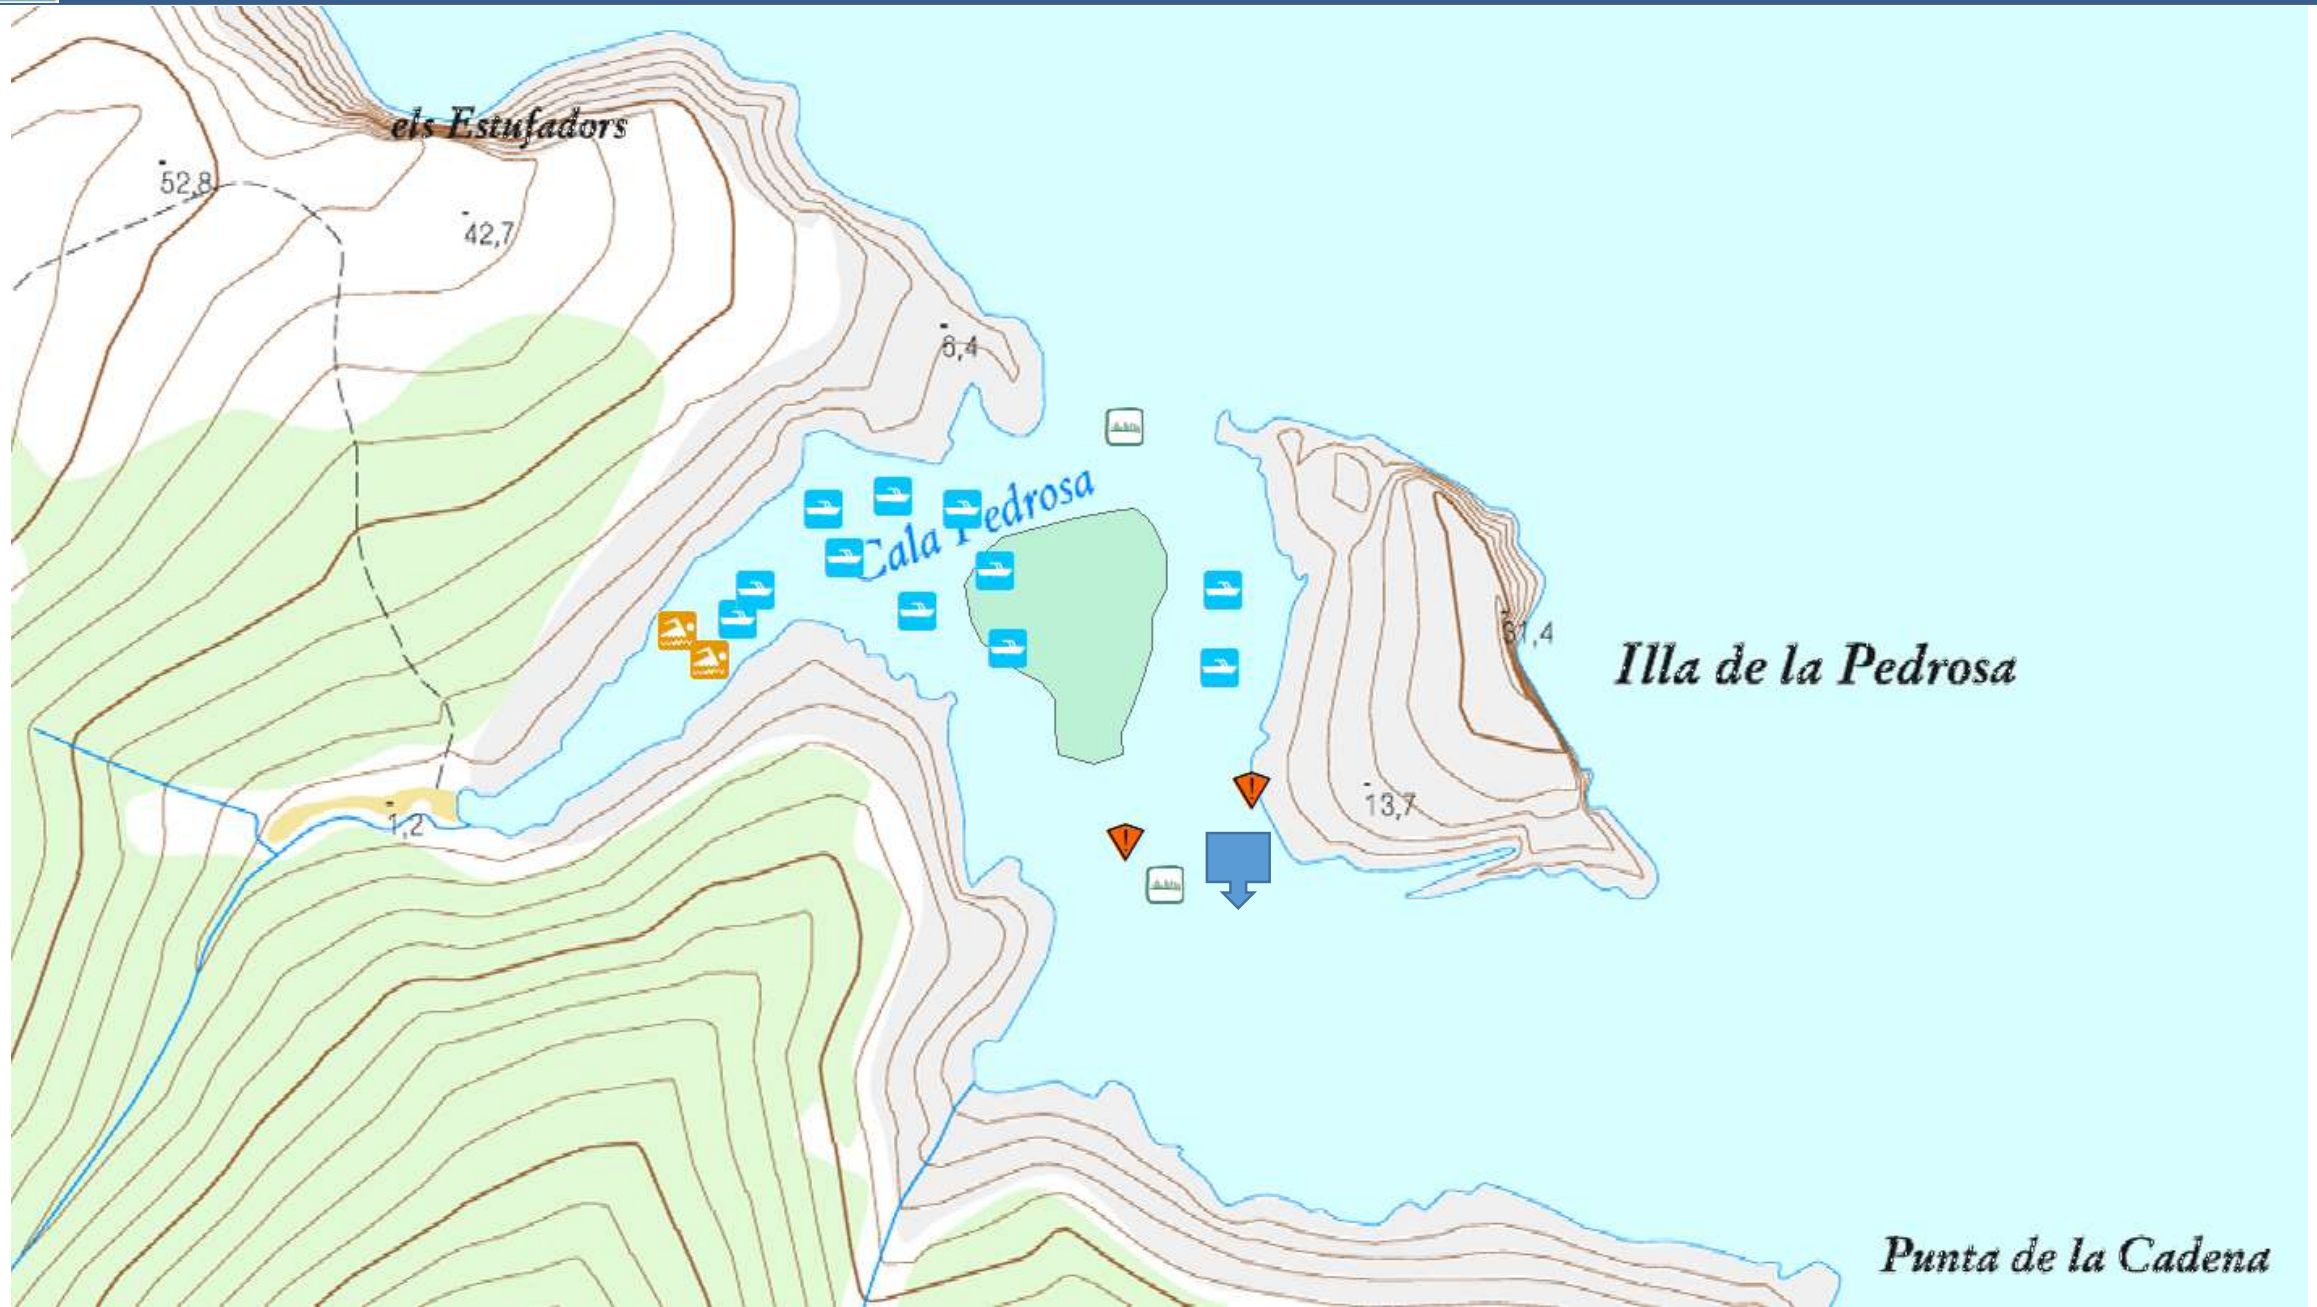 els Estufadors
52,8
42,7
6,4
Cala Pedrosa
31,4
Illa de la Pedrosa
13,7
1,2
Punta de la Cadena